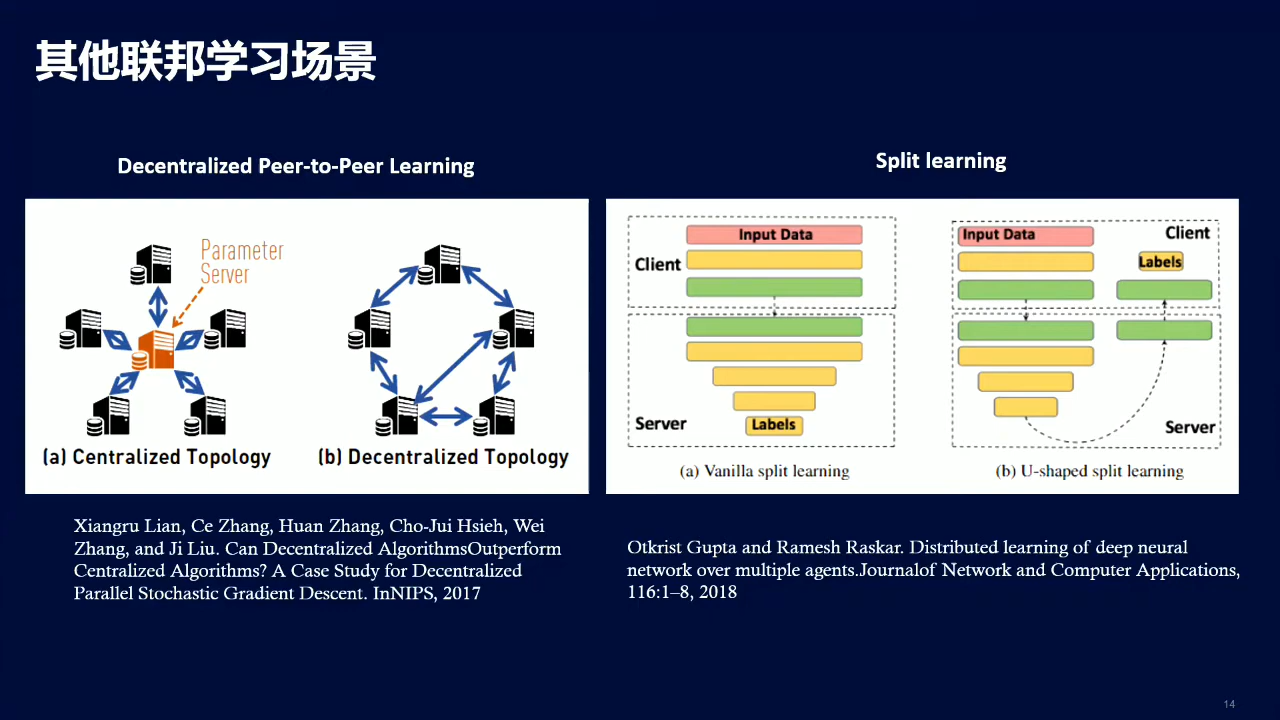 其他联邦学习场景
Decentralized Peer-to-Peer Learning
Split learning
Parameter
Server
(a) Centralized Topology
(b) Decentralized Topology
Input Data
Client
Server
Labels
(a) Vanilla split learning
Input Data
Client
Labels
Server
(b) U-shaped split learning
Xiangru Lian, Ce Zhang, Huan Zhang, Cho-Jui Hsieh, Wei
Zhang, and Ji Liu. Can Decentralized AlgorithmsOutperform
Centralized Algorithms? A Case Study for Decentralized
Parallel Stochastic Gradient Descent. InNIPS, 2017
Otkrist Gupta and Ramesh Raskar. Distributed learning of deep neural
network over multiple agents.Journalof Network and Computer Applications,
116:1–8, 2018
14